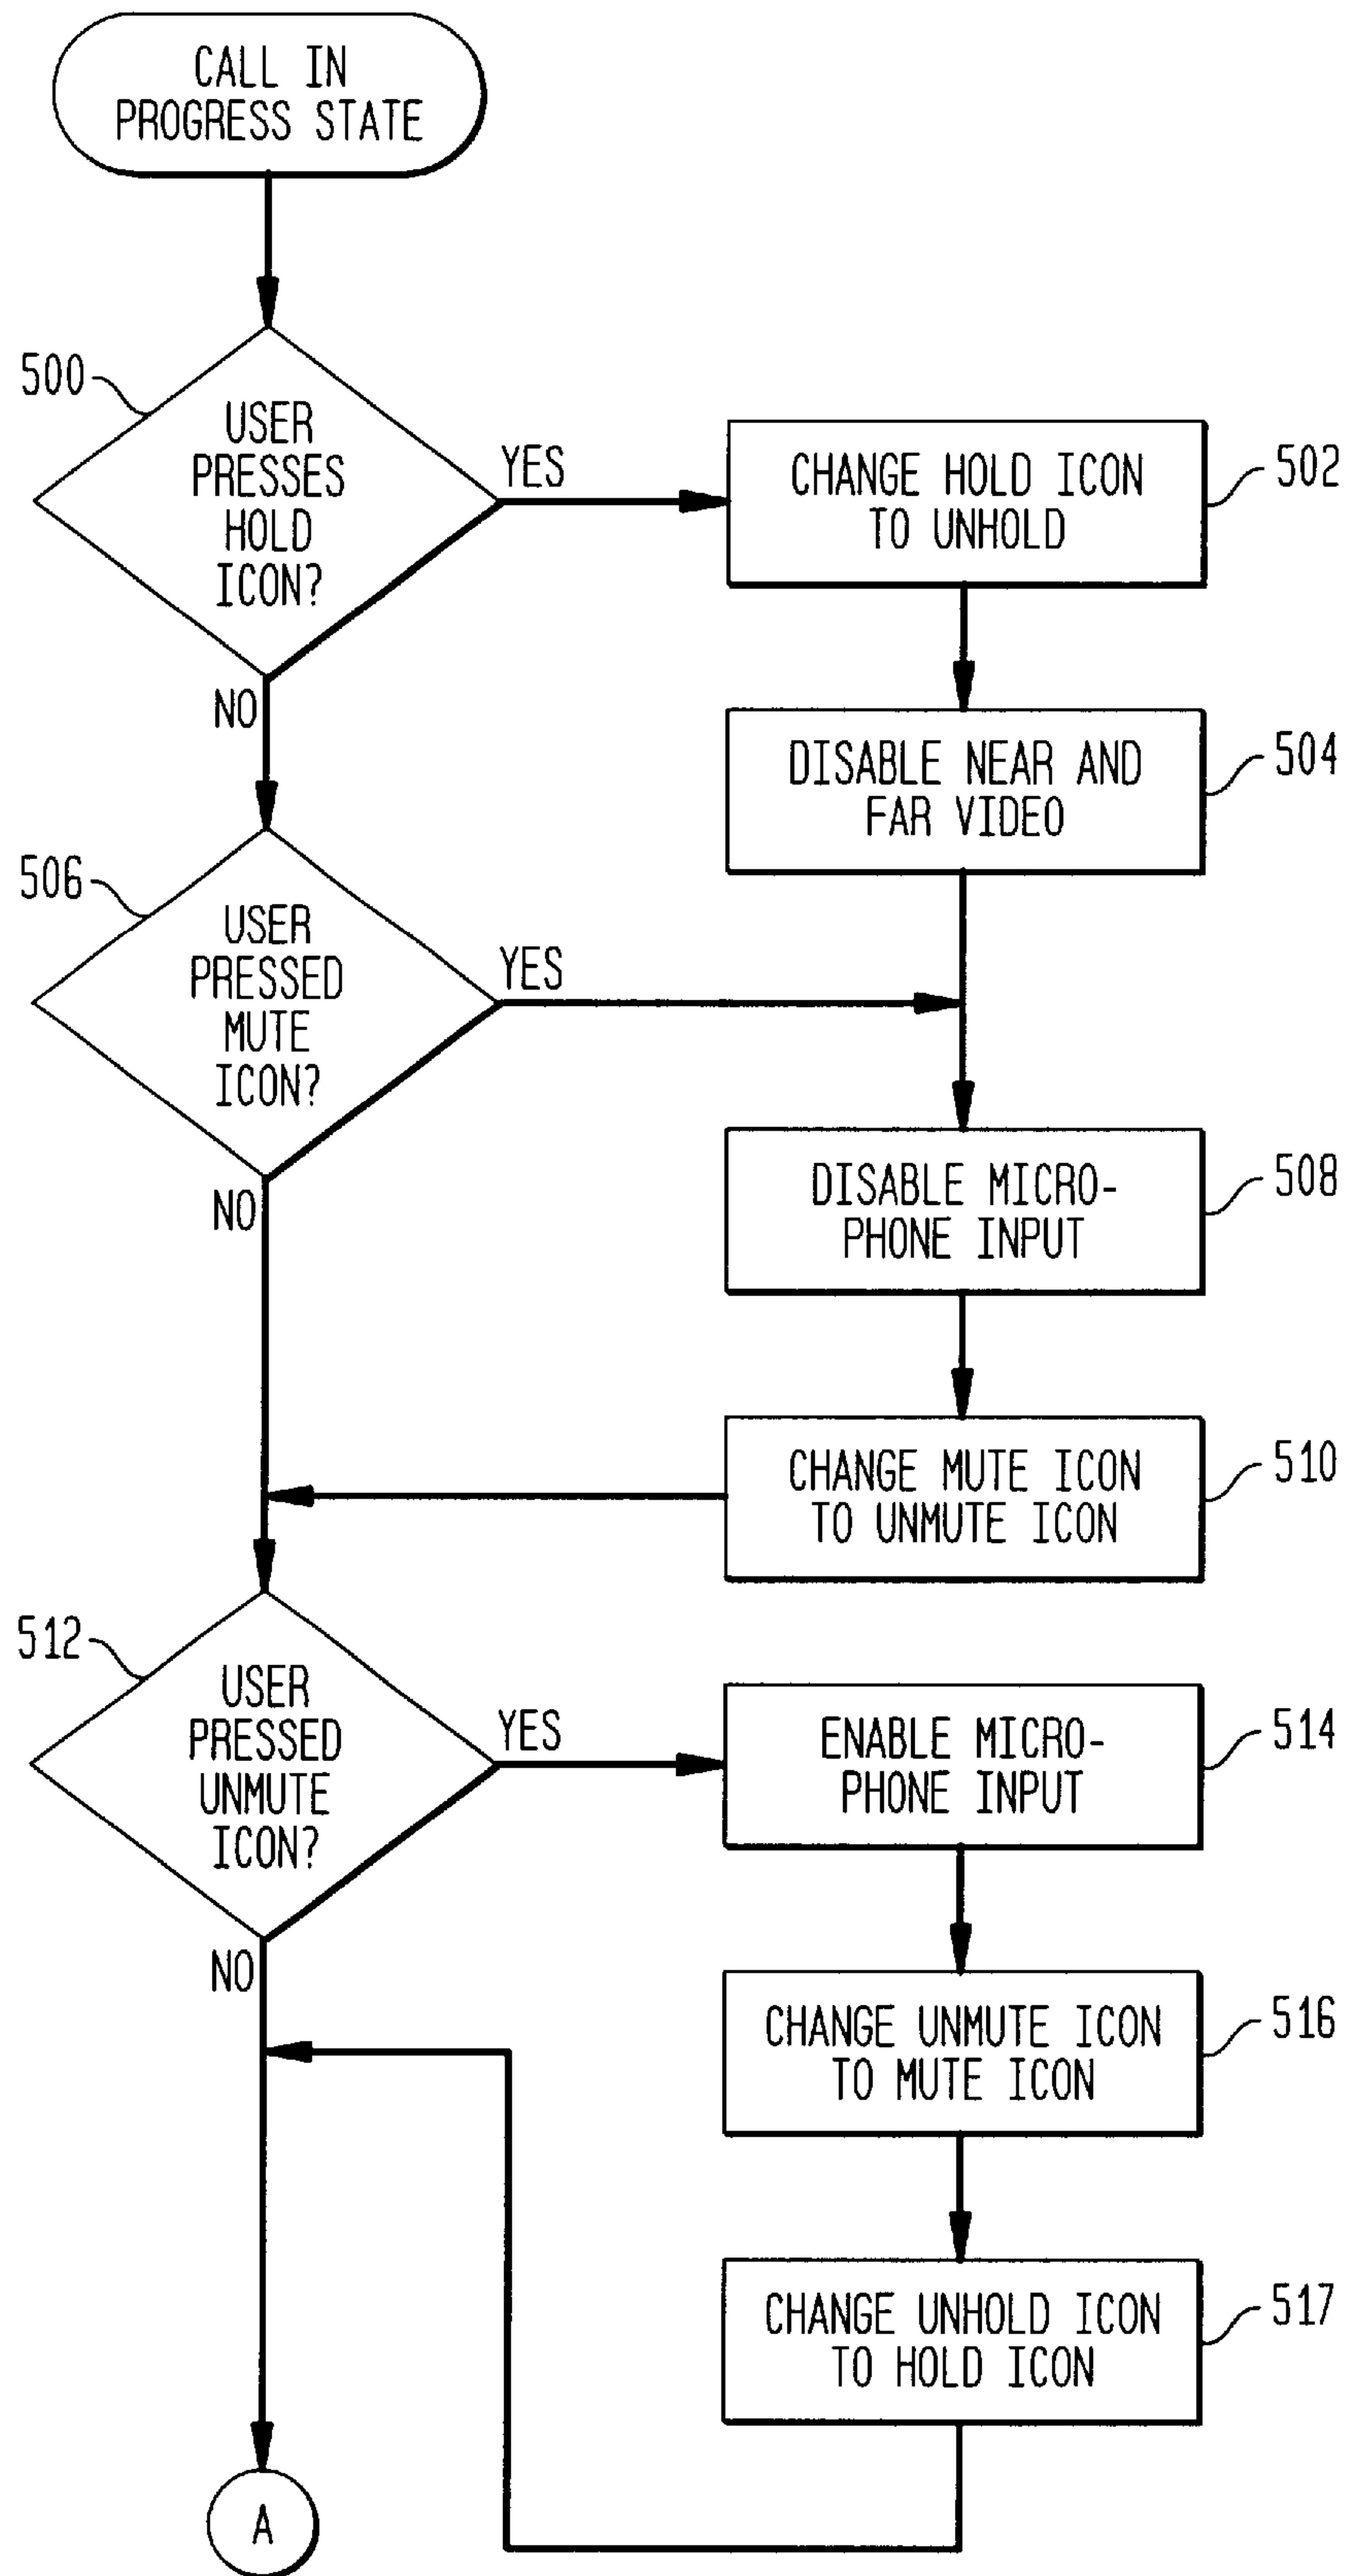 CALL IN
PROGRESS STATE
500
USER
PRESSES
HOLD
ICON?
YES
NO
CHANGE HOLD ICON
TO UNHOLD
502
DISABLE NEAR AND
FAR VIDEO
504
506
USER
PRESSED
MUTE
ICON?
YES
NO
DISABLE MICRO-
PHONE INPUT
508
CHANGE MUTE ICON
TO UNMUTE ICON
510
512
USER
PRESSED
UNMUTE
ICON?
YES
NO
ENABLE MICRO-
PHONE INPUT
514
CHANGE UNMUTE ICON
TO MUTE ICON
516
CHANGE UNHOLD ICON
TO HOLD ICON
517
A